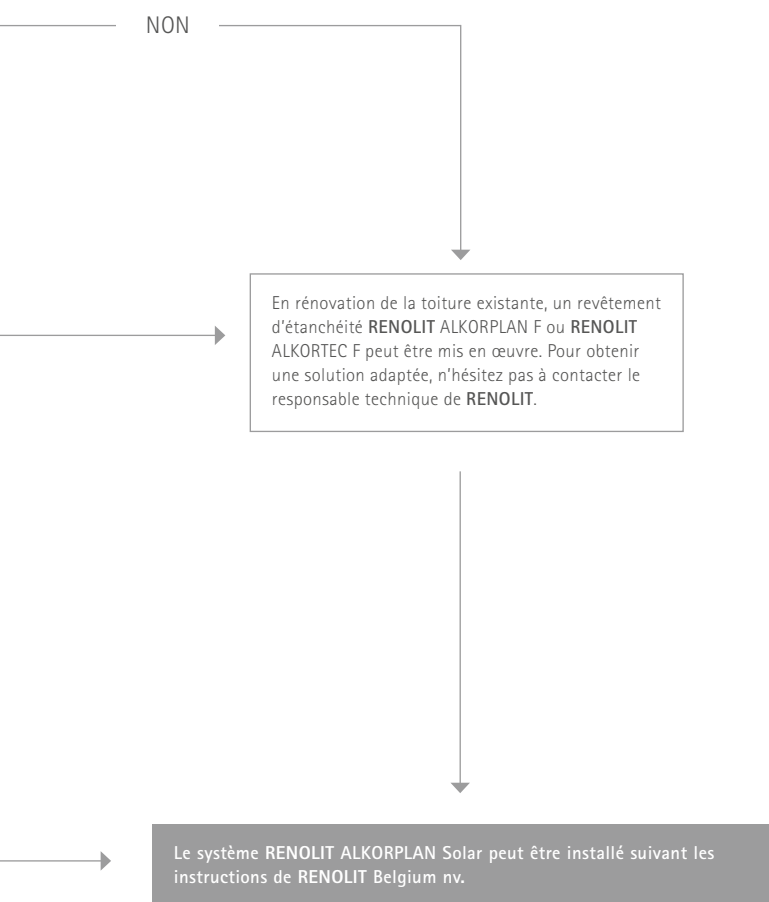 NON
En rénovation de la toiture existante, un revêtement
d'étanchéité RENOLIT ALKORPLAN F ou RENOLIT
ALKORTEC F peut être mis en œuvre. Pour obtenir
une solution adaptée, n'hésitez pas à contacter le
responsable technique de RENOLIT.
Le système RENOLIT ALKORPLAN Solar peut être installé suivant les
instructions de RENOLIT Belgium nv.